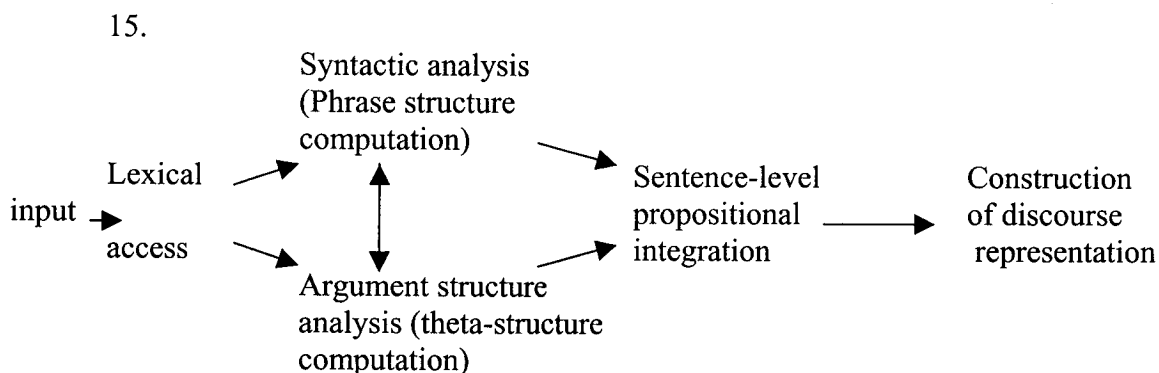 15.
Syntactic analysis
(Phrase structure
computation)
Lexical
access
input
Argument structure
analysis (theta-structure
computation)
Sentence-level
propositional
integration
Construction
of discourse
representation